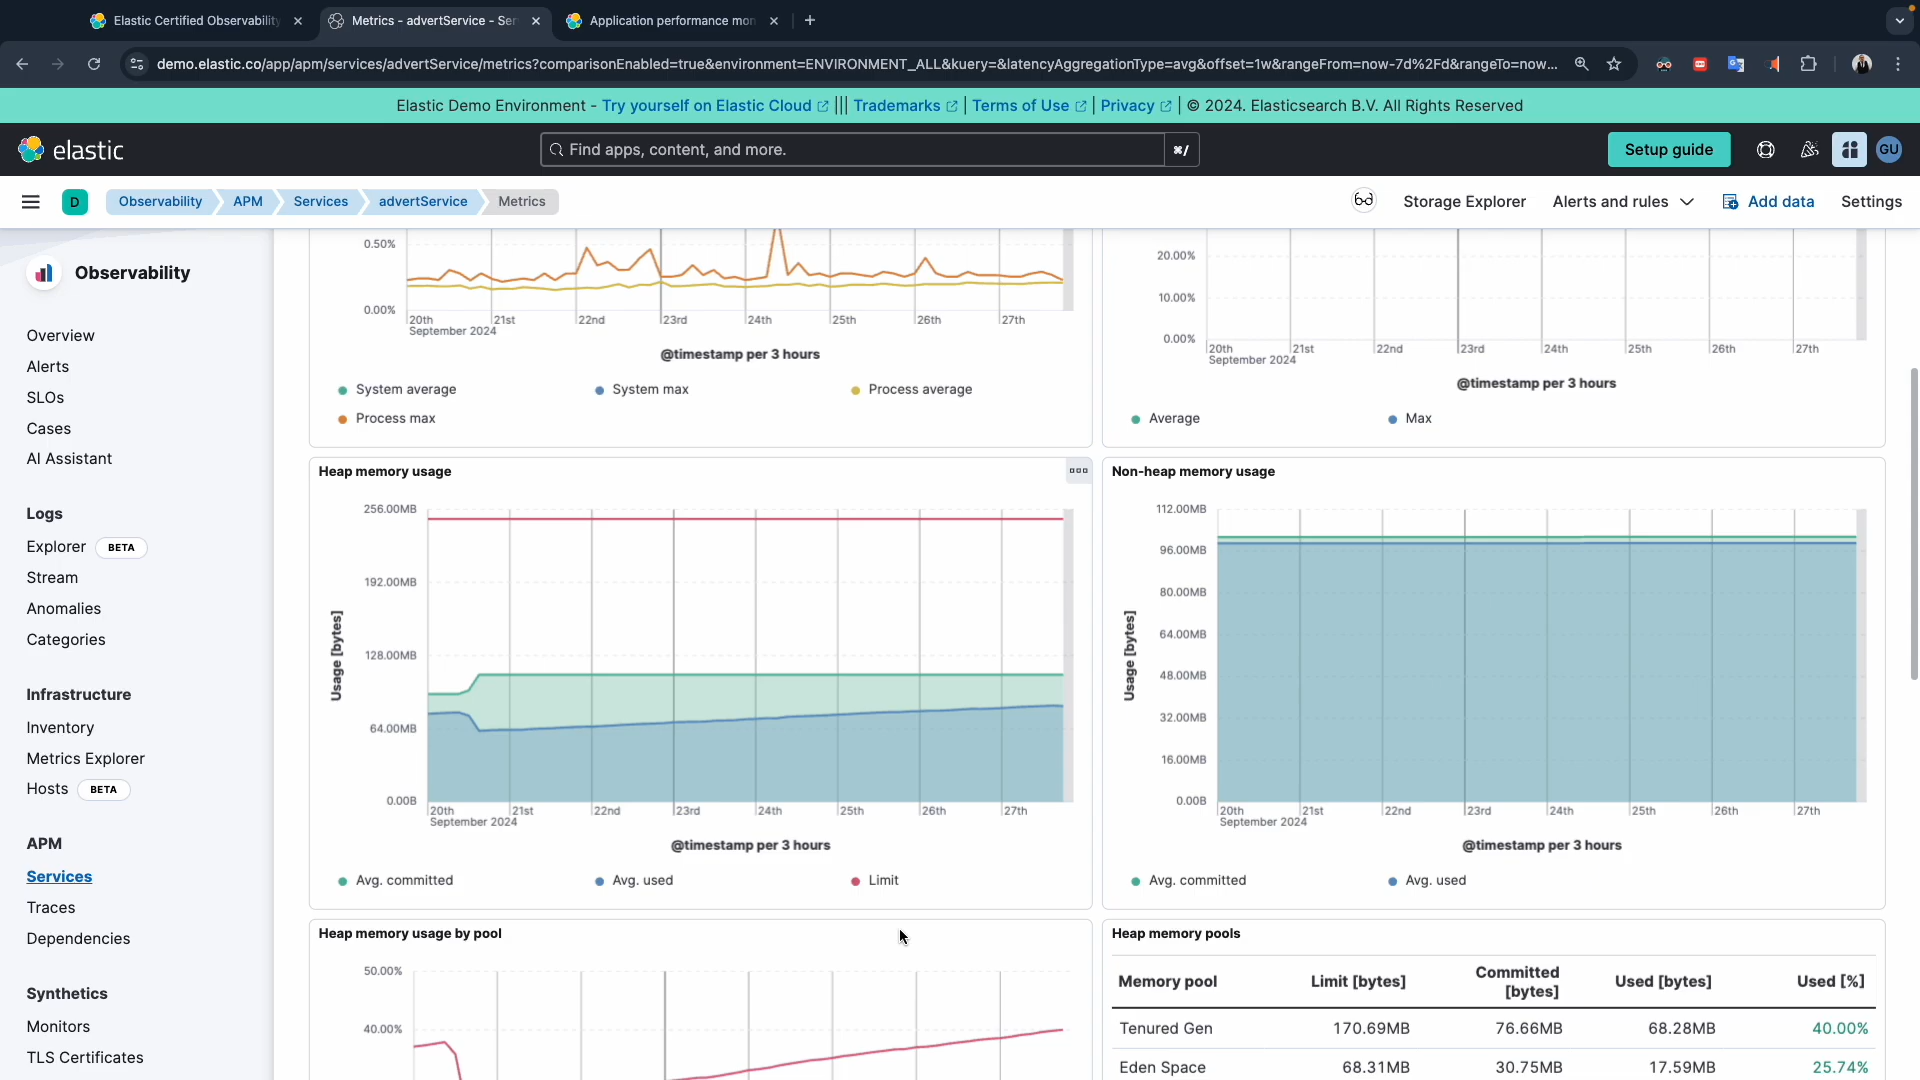 Elastic Certified Observability
Metrics - advertService - Ser
Application performance mon
demo.elastic.co/app/apm/services/advertService/metrics?comparisonEnabled=true&environment=ENVIRONMENT_ALL&kuery=&latencyAggregationType=avg&offset=1w&rangeFrom=now-7d%2Fd&rangeTo=now...
Elastic Demo Environment - Try yourself on Elastic Cloud ||| Trademarks | Terms of Use | Privacy | © 2024. Elasticsearch B.V. All Rights Reserved
elastic
Find apps, content, and more.
⌘/
Setup guide
GU
D
Observability
APM
Services
advertService
Metrics
Storage Explorer
Alerts and rules
Add data
Settings
Observability
Overview
Alerts
SLOs
Cases
AI Assistant
Logs
Explorer BETA
Stream
Anomalies
Categories
Infrastructure
Inventory
Metrics Explorer
Hosts BETA
APM
Services
Traces
Dependencies
Synthetics
Monitors
TLS Certificates
0.50%
0.00%
20th 21st 22nd 23rd 24th 25th 26th 27th
September 2024
@timestamp per 3 hours
System average System max Process average
Process max
20.00%
10.00%
0.00%
20th 21st 22nd 23rd 24th 25th 26th 27th
September 2024
@timestamp per 3 hours
Average Max
Heap memory usage
256.00MB
192.00MB
128.00MB
64.00MB
0.00B
Usage [bytes]
20th 21st 22nd 23rd 24th 25th 26th 27th
September 2024
@timestamp per 3 hours
Avg. committed Avg. used Limit
Non-heap memory usage
112.00MB
96.00MB
80.00MB
64.00MB
48.00MB
32.00MB
16.00MB
0.00B
Usage [bytes]
20th 21st 22nd 23rd 24th 25th 26th 27th
September 2024
@timestamp per 3 hours
Avg. committed Avg. used
Heap memory usage by pool
50.00%
40.00%
Heap memory pools
Memory pool Limit [bytes] Committed [bytes] Used [bytes] Used [%]
Tenured Gen 170.69MB 76.66MB 68.28MB 40.00%
Eden Space 68.31MB 30.75MB 17.59MB 25.74%